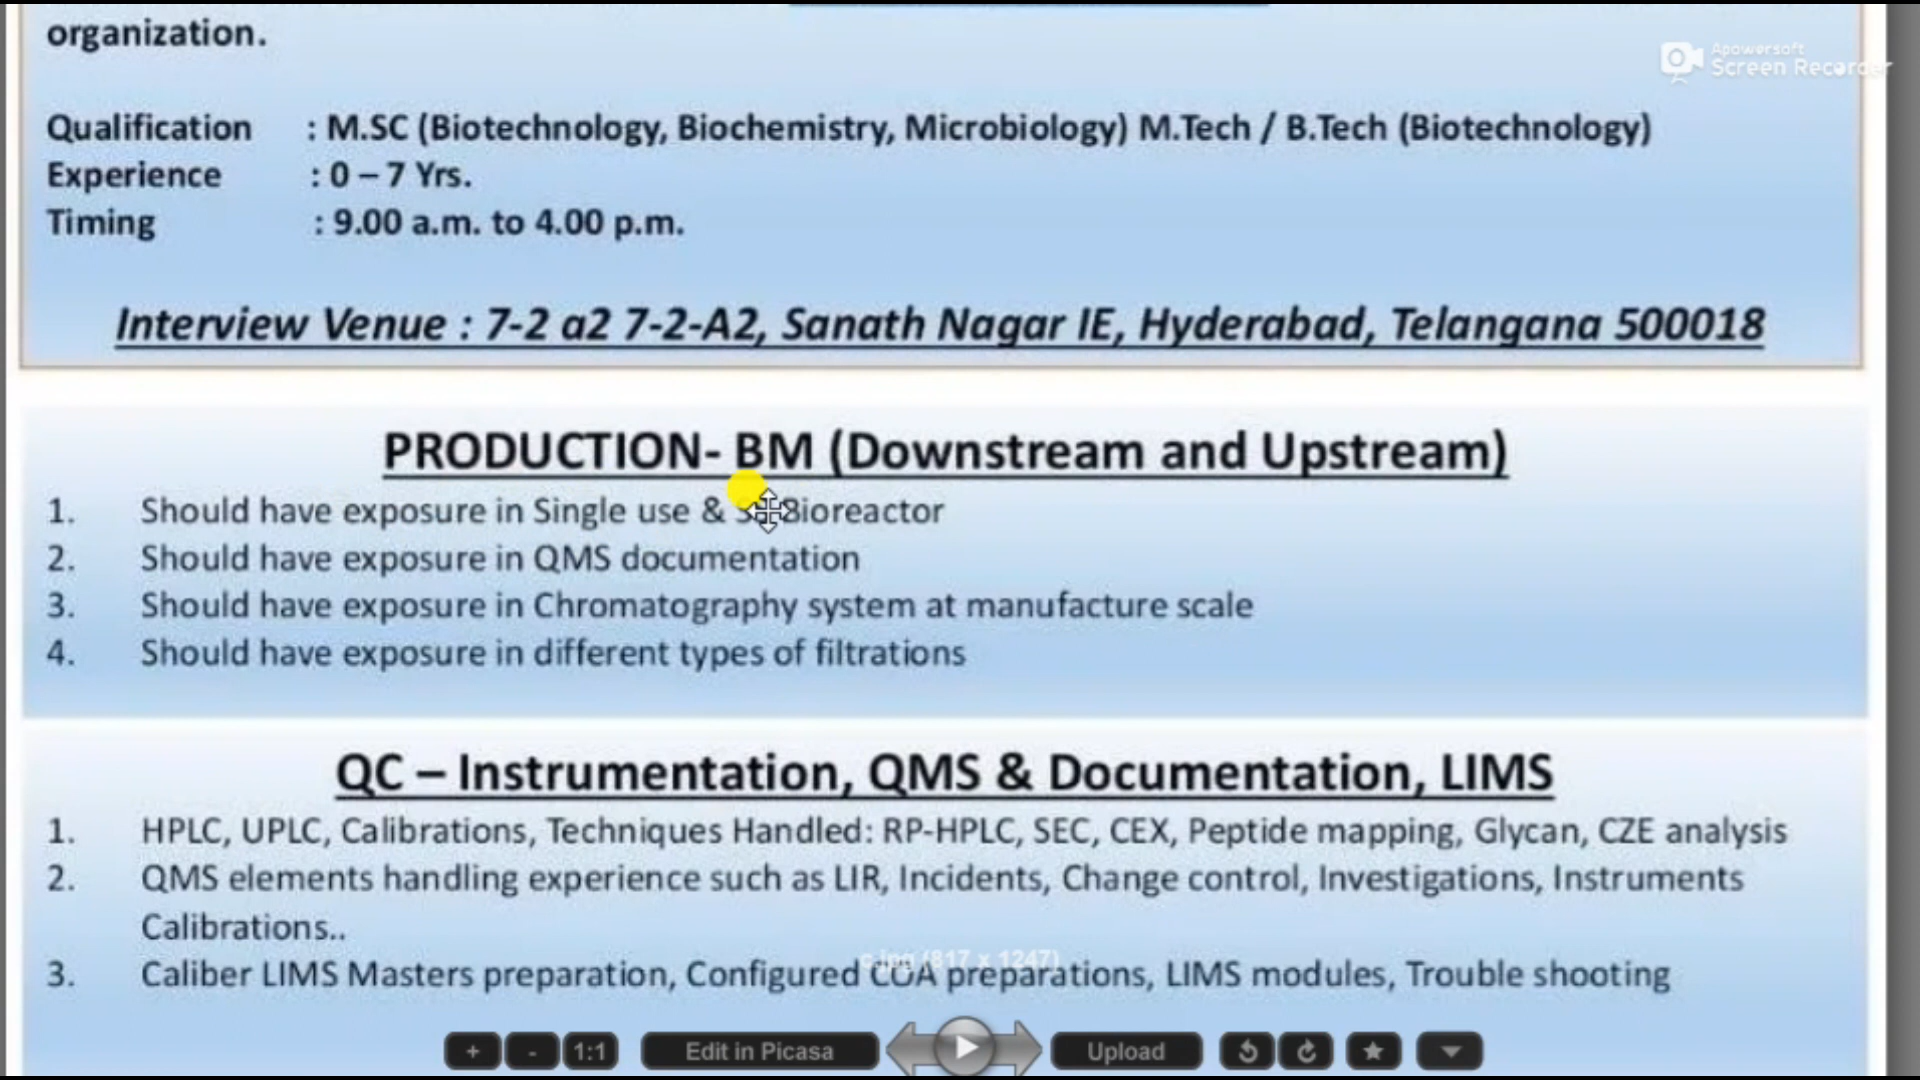 organization.
Apowersoft
Screen Recorder
Qualification : M.SC (Biotechnology, Biochemistry, Microbiology) M.Tech / B.Tech (Biotechnology)
Experience : 0 – 7 Yrs.
Timing : 9.00 a.m. to 4.00 p.m.
Interview Venue : 7-2 a2 7-2-A2, Sanath Nagar IE, Hyderabad, Telangana 500018
PRODUCTION- BM (Downstream and Upstream)
1. Should have exposure in Single use & Bioreactor
2. Should have exposure in QMS documentation
3. Should have exposure in Chromatography system at manufacture scale
4. Should have exposure in different types of filtrations
QC – Instrumentation, QMS & Documentation, LIMS
1. HPLC, UPLC, Calibrations, Techniques Handled: RP-HPLC, SEC, CEX, Peptide mapping, Glycan, CZE analysis
2. QMS elements handling experience such as LIR, Incidents, Change control, Investigations, Instruments
Calibrations..
c.jpg (817 x 1247)
3. Caliber LIMS Masters preparation, Configured COA preparations, LIMS modules, Trouble shooting
+ - 1:1 Edit in Picasa Upload